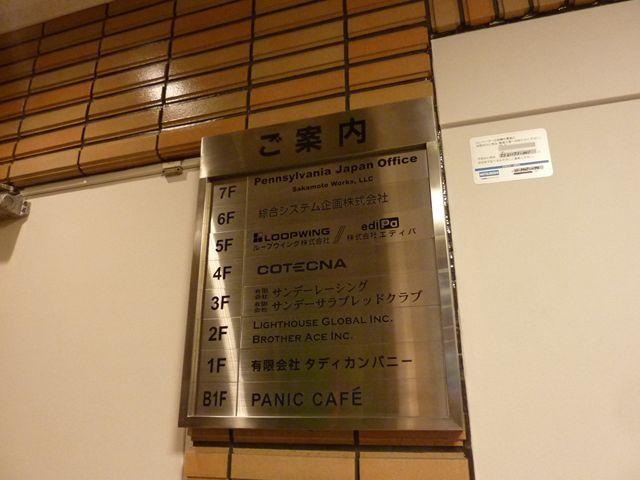 ご案内
7F Pennsylvania Japan Office
Sakamoto Works, LLC
6F 綜合システム企画株式会社
5F LOOPWING ediPa
ループウイング株式会社 // 株式会社エディパ
4F COTECNA
3F 有限会社 サンデーレーシング
有限会社 サンデーサラブレッドクラブ
2F LIGHTHOUSE GLOBAL INC.
BROTHER ACE INC.
1F 有限会社 タディカンパニー
B1F PANIC CAFÉ